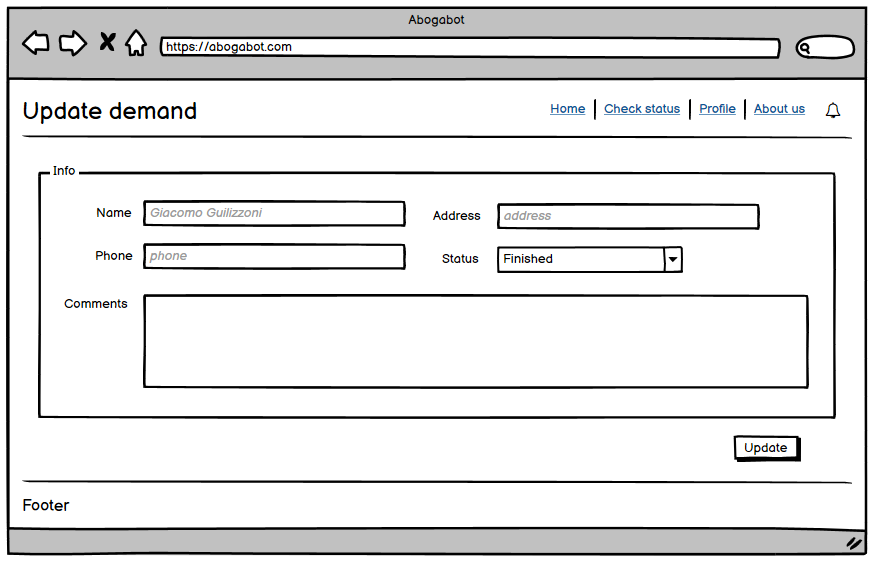 Abogabot
https://abogabot.com
Update demand
Home
Check status
Profile
About us
Info
Name
Giacomo Guilizzoni
Address
address
Phone
phone
Status
Finished
Comments
Update
Footer